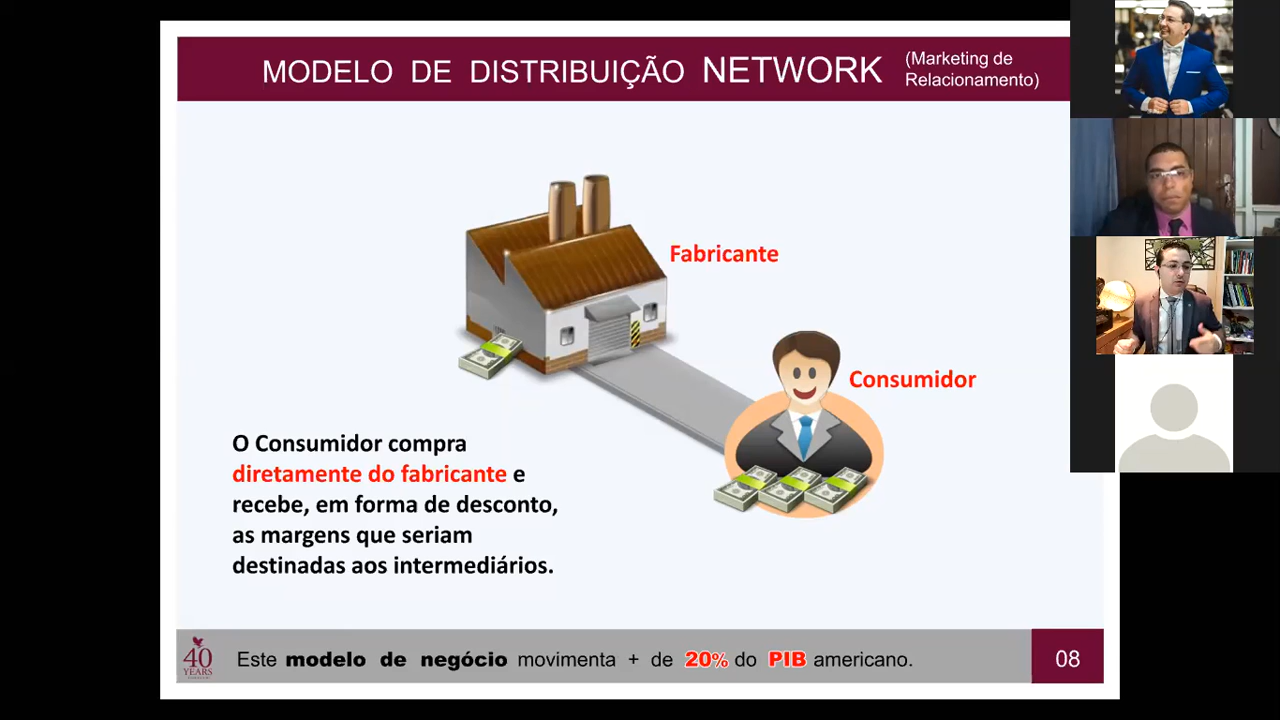 MODELO DE DISTRIBUIÇÃO NETWORK (Marketing de
Relacionamento)
Fabricante
Consumidor
O Consumidor compra
diretamente do fabricante e
recebe, em forma de desconto,
as margens que seriam
destinadas aos intermediários.
40
YEARS
Este modelo de negócio movimenta + de 20% do PIB americano.
08